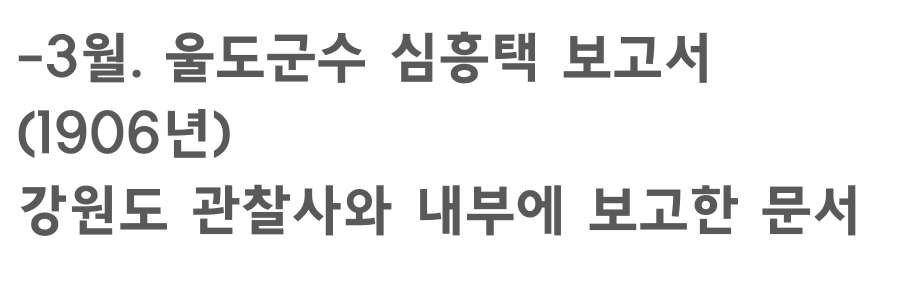 -3월. 울도군수 심흥택 보고서
(1906년)
강원도 관찰사와 내부에 보고한 문서